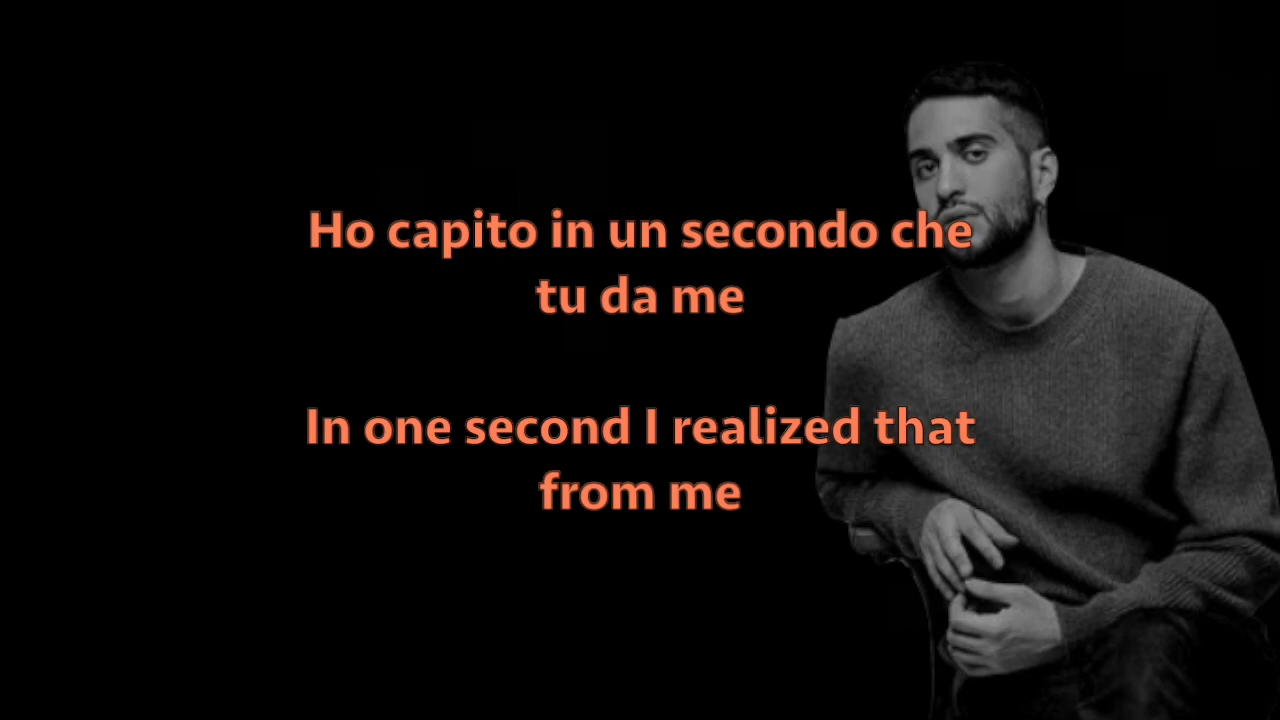 Ho capito in un secondo che
tu da me
In one second I realized that
from me